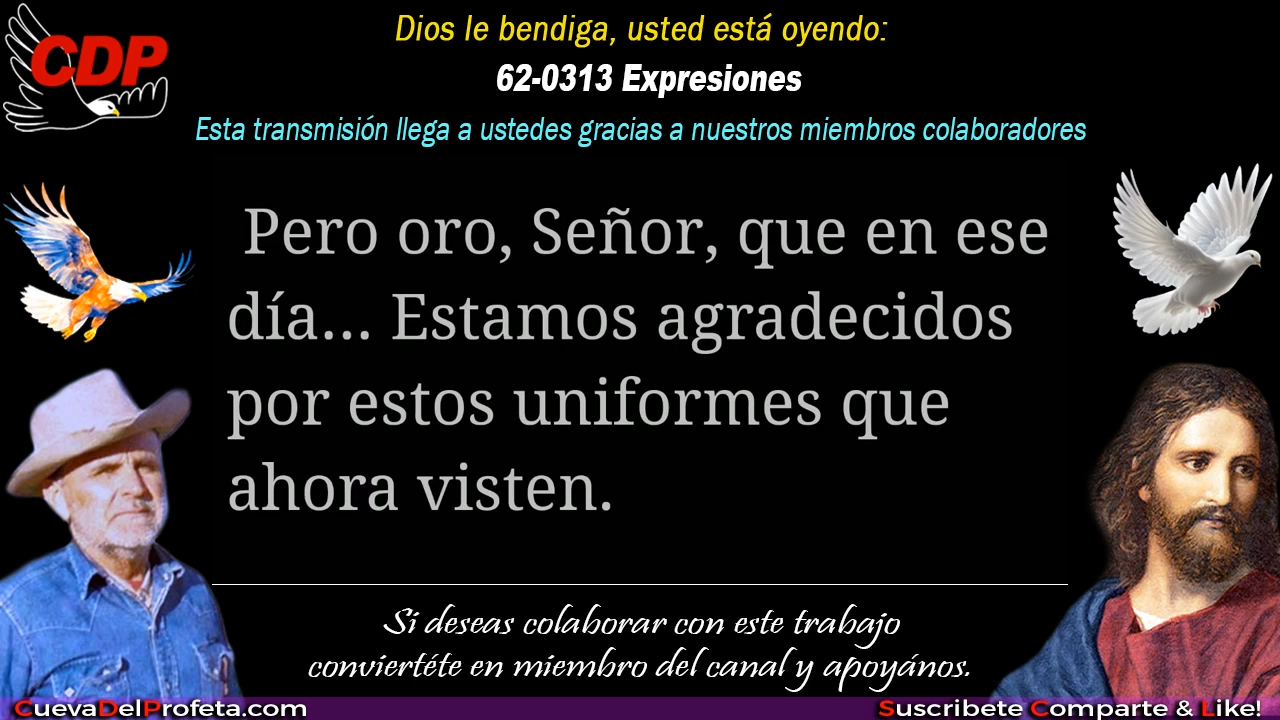 CDP
Dios le bendiga, usted está oyendo:
62-0313 Expresiones
Esta transmisión llega a ustedes gracias a nuestros miembros colaboradores
Pero oro, Señor, que en ese
día... Estamos agradecidos
por estos uniformes que
ahora visten.
Si deseas colaborar con este trabajo
conviertéte en miembro del canal y apoyános.
CuevaDelProfeta.com
Suscribete Comparte & Like!